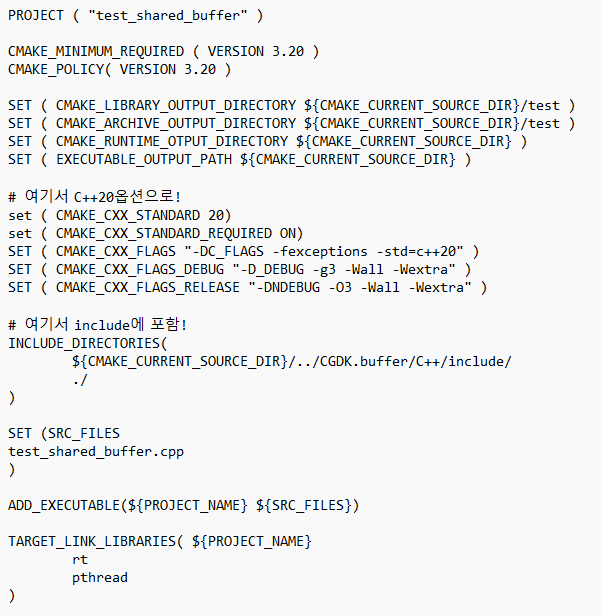 PROJECT ( "test_shared_buffer" )
CMAKE_MINIMUM_REQUIRED ( VERSION 3.20 )
CMAKE_POLICY( VERSION 3.20 )
SET ( CMAKE_LIBRARY_OUTPUT_DIRECTORY ${CMAKE_CURRENT_SOURCE_DIR}/test )
SET ( CMAKE_ARCHIVE_OUTPUT_DIRECTORY ${CMAKE_CURRENT_SOURCE_DIR}/test )
SET ( CMAKE_RUNTIME_OTPUT_DIRECTORY ${CMAKE_CURRENT_SOURCE_DIR} )
SET ( EXECUTABLE_OUTPUT_PATH ${CMAKE_CURRENT_SOURCE_DIR} )
# 여기서 C++20옵션으로!
set ( CMAKE_CXX_STANDARD 20)
set ( CMAKE_CXX_STANDARD_REQUIRED ON)
SET ( CMAKE_CXX_FLAGS "-DC_FLAGS -fexceptions -std=c++20" )
SET ( CMAKE_CXX_FLAGS_DEBUG "-D_DEBUG -g3 -Wall -Wextra" )
SET ( CMAKE_CXX_FLAGS_RELEASE "-DNDEBUG -O3 -Wall -Wextra" )
# 여기서 include에 포함!
INCLUDE_DIRECTORIES(
${CMAKE_CURRENT_SOURCE_DIR}/../CGDK.buffer/C++/include/
./
)
SET (SRC_FILES
test_shared_buffer.cpp
)
ADD_EXECUTABLE(${PROJECT_NAME} ${SRC_FILES})
TARGET_LINK_LIBRARIES( ${PROJECT_NAME}
rt
pthread
)